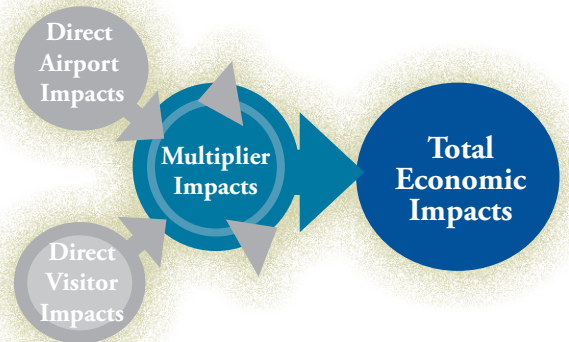 Direct
Airport
Impacts
Multiplier
Impacts
Total
Economic
Impacts
Direct
Visitor
Impacts